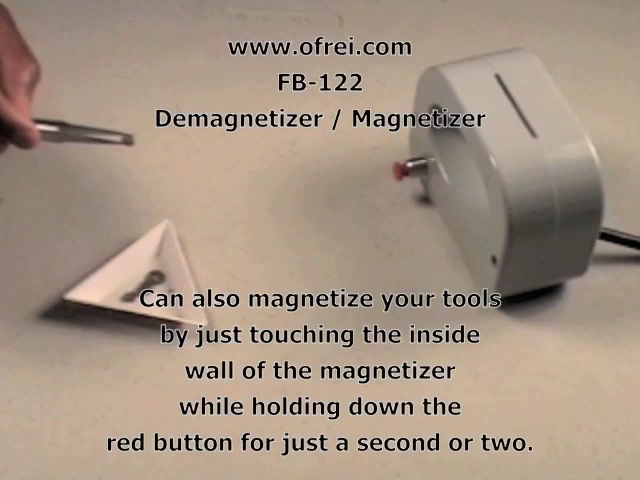 www.ofrei.com
FB-122
Demagnetizer / Magnetizer
Can also magnetize your tools
by just touching the inside
wall of the magnetizer
while holding down the
red button for just a second or two.